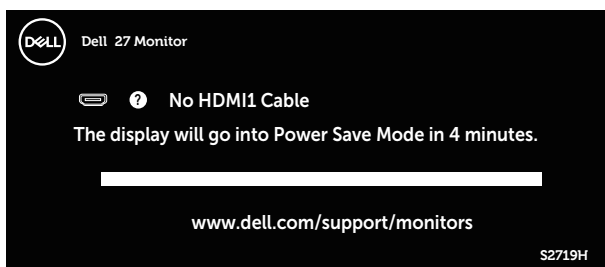 DELL
Dell 27 Monitor
? No HDMI1 Cable
The display will go into Power Save Mode in 4 minutes.
www.dell.com/support/monitors
S2719H